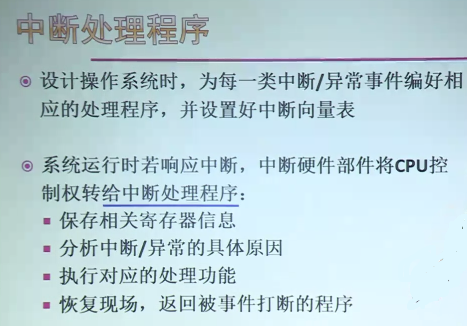 中断处理程序
设计操作系统时，为每一类中断/异常事件编好相
应的处理程序，并设置好中断向量表
系统运行时若响应中断，中断硬件部件将CPU控
制权转给中断处理程序：
保存相关寄存器信息
分析中断/异常的具体原因
执行对应的处理功能
恢复现场，返回被事件打断的程序